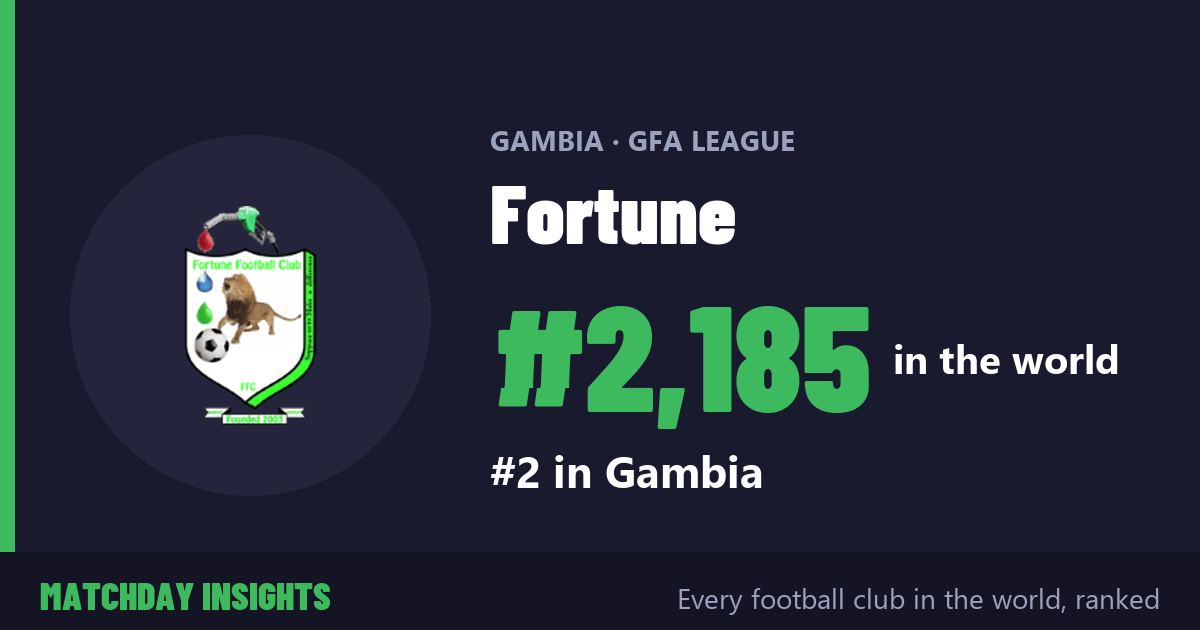 GAMBIA · GFA LEAGUE
Fortune
#2,185 in the world
#2 in Gambia
Fortune Football Club
FFC
MATCHDAY INSIGHTS
Every football club in the world, ranked